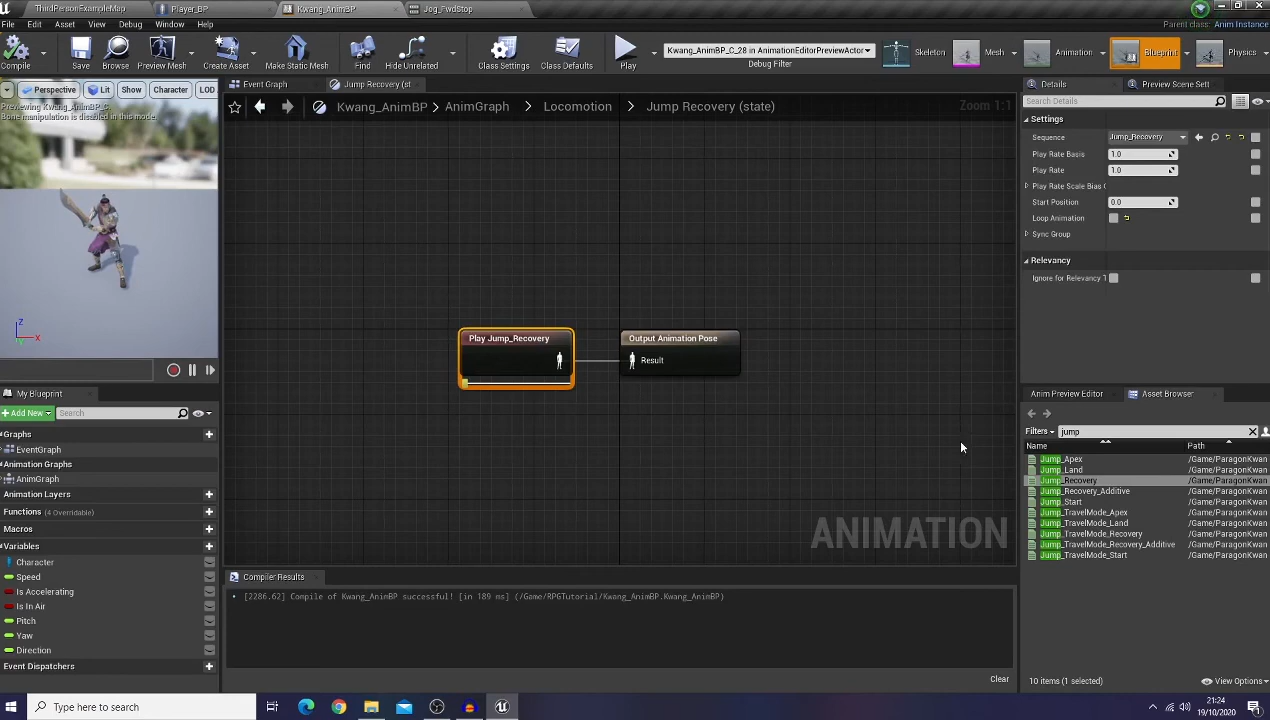 ThirdPersonExampleMap
Player_BP
Kwang_AnimBP
Jog_FwdStop
File Edit Asset View Debug Window Help
Parent class: Anim Instance
Compile
Save
Browse
Preview Mesh
Create Asset
Make Static Mesh
Find
Hide Unrelated
Class Settings
Class Defaults
Play
Kwang_AnimBP_C_28 in AnimationEditorPreviewActor
Debug Filter
Skeleton
Mesh
Animation
Blueprint
Physics
Perspective
Lit
Show
Character
LOD
Previewing Kwang_AnimBP_C.
Bone manipulation is disabled in this mode.
Z
X
Event Graph
Jump Recovery (st
Kwang_AnimBP > AnimGraph > Locomotion > Jump Recovery (state)
Zoom 1:1
Play Jump_Recovery
Output Animation Pose
Result
ANIMATION
Details
Preview Scene Sett
Search Details
Settings
Sequence
Jump_Recovery
Play Rate Basis
1.0
Play Rate
1.0
Play Rate Scale Bias C
Start Position
0.0
Loop Animation
Sync Group
Relevancy
Ignore for Relevancy T
My Blueprint
Add New
Search
Graphs
EventGraph
Animation Graphs
AnimGraph
Animation Layers
Functions (4 Overridable)
Macros
Variables
Character
Speed
Is Accelerating
Is In Air
Pitch
Yaw
Direction
Event Dispatchers
Compiler Results
[2286.62] Compile of Kwang_AnimBP successful! [in 189 ms] (/Game/RPGTutorial/Kwang_AnimBP.Kwang_AnimBP)
Clear
Anim Preview Editor
Asset Browser
Filters
jump
Name Path
Jump_Apex /Game/ParagonKwan
Jump_Land /Game/ParagonKwan
Jump_Recovery /Game/ParagonKwan
Jump_Recovery_Additive /Game/ParagonKwan
Jump_Start /Game/ParagonKwan
Jump_TravelMode_Apex /Game/ParagonKwan
Jump_TravelMode_Land /Game/ParagonKwan
Jump_TravelMode_Recovery /Game/ParagonKwan
Jump_TravelMode_Recovery_Additive /Game/ParagonKwan
Jump_TravelMode_Start /Game/ParagonKwan
10 items (1 selected)
View Options
Type here to search
21:24
19/10/2020